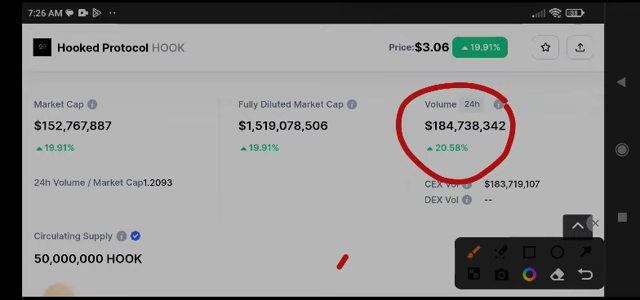 7:26 AM
Hooked Protocol HOOK
Price: $3.06 19.91%
Market Cap
$152,767,887
19.91%
Fully Diluted Market Cap
$1,519,078,506
19.91%
Volume 24h
$184,738,342
20.58%
24h Volume / Market Cap 1.2093
CEX Vol $183,719,107
DEX Vol --
Circulating Supply
50,000,000 HOOK